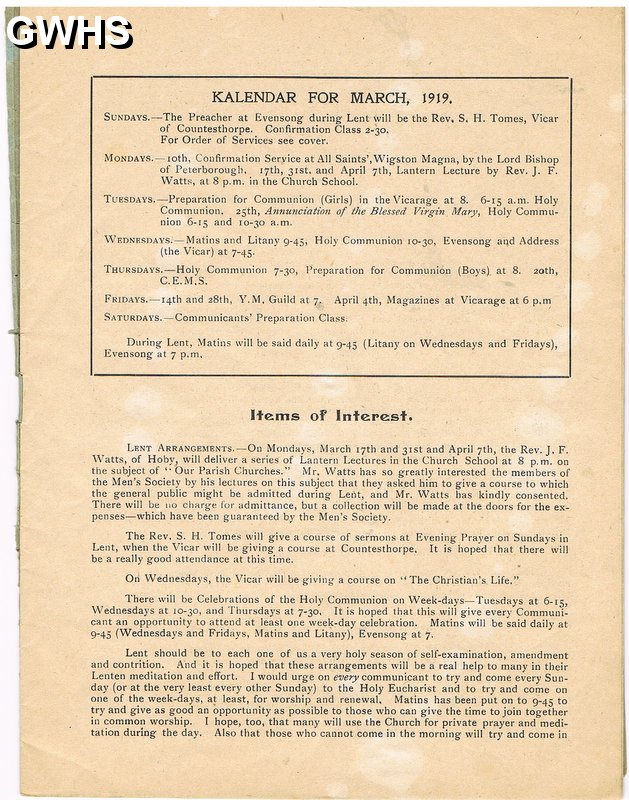 GWHS
KALENDAR FOR MARCH, 1919.
SUNDAYS.—The Preacher at Evensong during Lent will be the Rev. S. H. Tomes, Vicar
of Countesthorpe. Confirmation Class 2-30.
For Order of Services see cover.
MONDAYS.—10th, Confirmation Service at All Saints', Wigston Magna, by the Lord Bishop
of Peterborough. 17th, 31st. and April 7th, Lantern Lecture by Rev. J. F.
Watts, at 8 p.m. in the Church School.
TUESDAYS.—Preparation for Communion (Girls) in the Vicarage at 8. 6-15 a.m. Holy
Communion. 25th, Annunciation of the Blessed Virgin Mary, Holy Commu-
nion 6-15 and 10-30 a.m.
WEDNESDAYS.—Matins and Litany 9-45, Holy Communion 10-30, Evensong and Address
(the Vicar) at 7-45.
THURSDAYS.—Holy Communion 7-30, Preparation for Communion (Boys) at 8. 20th,
C.E.M.S.
FRIDAYS.—14th and 28th, Y.M. Guild at 7. April 4th, Magazines at Vicarage at 6 p.m
SATURDAYS.—Communicants' Preparation Class.
During Lent, Matins will be said daily at 9-45 (Litany on Wednesdays and Fridays),
Evensong at 7 p.m.
Items of Interest.
LENT ARRANGEMENTS.—On Mondays, March 17th and 31st and April 7th, the Rev. J. F.
Watts, of Hoby, will deliver a series of Lantern Lectures in the Church School at 8 p.m. on
the subject of "Our Parish Churches." Mr. Watts has so greatly interested the members of
the Men's Society by his lectures on this subject that they asked him to give a course to which
the general public might be admitted during Lent, and Mr. Watts has kindly consented.
There will be no charge for admittance, but a collection will be made at the doors for the ex-
penses—which have been guaranteed by the Men's Society.
The Rev. S. H. Tomes will give a course of sermons at Evening Prayer on Sundays in
Lent, when the Vicar will be giving a course at Countesthorpe. It is hoped that there will
be a really good attendance at this time.
On Wednesdays, the Vicar will be giving a course on "The Christian's Life."
There will be Celebrations of the Holy Communion on Week-days—Tuesdays at 6-15,
Wednesdays at 10-30, and Thursdays at 7-30. It is hoped that this will give every Communi-
cant an opportunity to attend at least one week-day celebration. Matins will be said daily at
9-45 (Wednesdays and Fridays, Matins and Litany), Evensong at 7.
Lent should be to each one of us a very holy season of self-examination, amendment
and contrition. And it is hoped that these arrangements will be a real help to many in their
Lenten meditation and effort. I would urge on every communicant to try and come every Sun-
day (or at the very least every other Sunday) to the Holy Eucharist and to try and come on
one of the week-days, at least, for worship and renewal. Matins has been put on to 9-45 to
try and give as good an opportunity as possible to those who can give the time to join together
in common worship. I hope, too, that many will use the Church for private prayer and medi-
tation during the day. Also that those who cannot come in the morning will try and come in